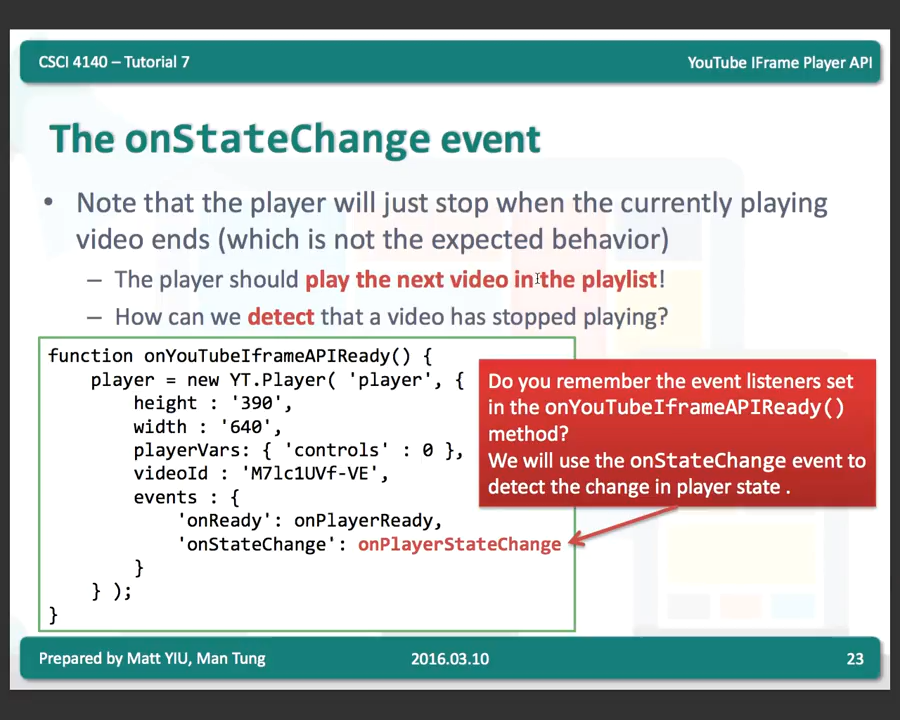 CSCI 4140 – Tutorial 7
YouTube IFrame Player API
The onStateChange event
• Note that the player will just stop when the currently playing
video ends (which is not the expected behavior)
– The player should play the next video in the playlist!
– How can we detect that a video has stopped playing?
function onYouTubeIframeAPIReady() {
player = new YT.Player( 'player', {
height : '390',
width : '640',
playerVars: { 'controls' : 0 },
videoId : 'M7lc1UVf-VE',
events : {
'onReady': onPlayerReady,
'onStateChange': onPlayerStateChange
}
} );
}
Do you remember the event listeners set
in the onYouTubeIframeAPIReady()
method?
We will use the onStateChange event to
detect the change in player state .
Prepared by Matt YIU, Man Tung
2016.03.10
23